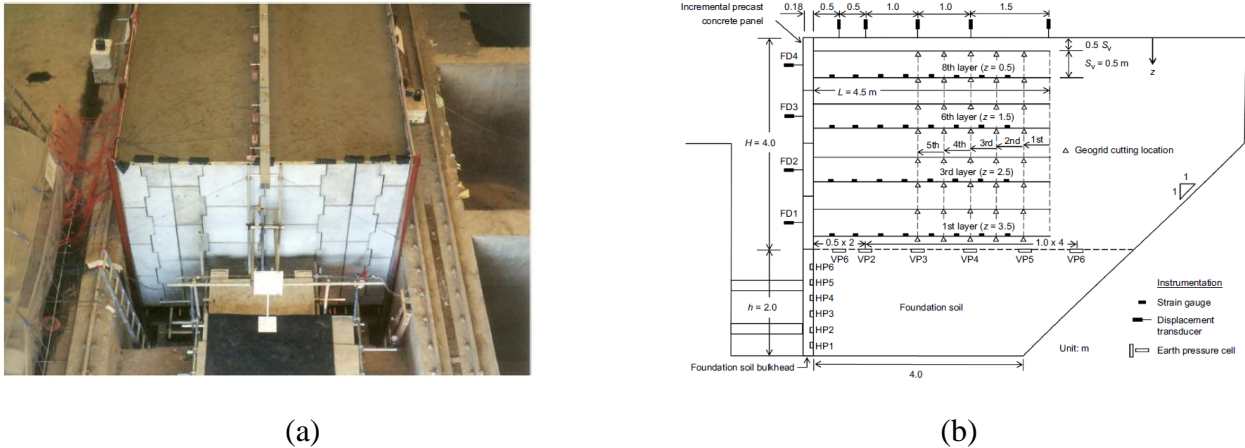 Incremental precast
concrete panel
0.18 0.5 0.5 1.0 1.0 1.5
FD4
FD3
FD2
FD1
H = 4.0
h = 2.0
0.5 Sv
Sv = 0.5 m
z
8th layer (z = 0.5)
L = 4.5 m
6th layer (z = 1.5)
5th 4th 3rd 2nd 1st
3rd layer (z = 2.5)
1st layer (z = 3.5)
Geogrid cutting location
1
1
0.5 x 2
1.0 x 4
VP6 VP2 VP3 VP4 VP5 VP6
HP6
HP5
HP4
HP3
HP2
HP1
Foundation soil
Instrumentation
Strain gauge
Displacement
transducer
Earth pressure cell
Unit: m
Foundation soil bulkhead
4.0
(a)
(b)